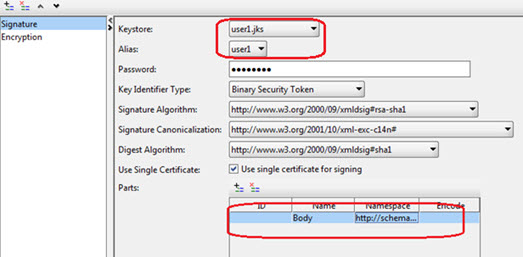 Signature
Encryption
Keystore: user1.jks
Alias: user1
Password: ••••••••
Key Identifier Type: Binary Security Token
Signature Algorithm: http://www.w3.org/2000/09/xmldsig#rsa-sha1
Signature Canonicalization: http://www.w3.org/2001/10/xml-exc-c14n#
Digest Algorithm: http://www.w3.org/2000/09/xmldsig#sha1
Use Single Certificate: Use single certificate for signing
Parts:
ID Name Namespace Encode
Body http://schema...